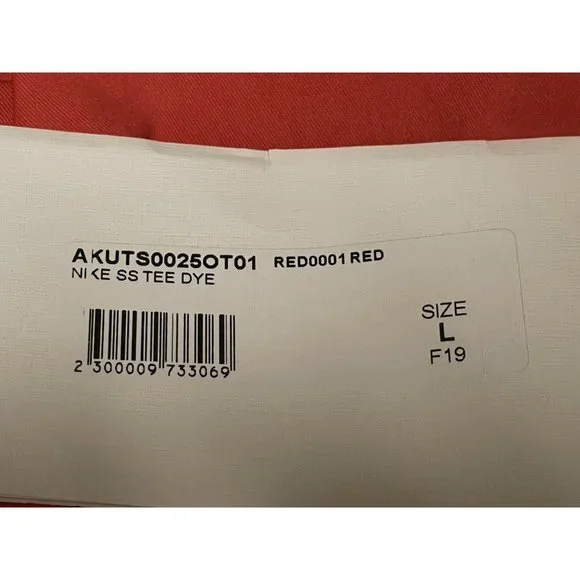 AKUTS0025OT01 RED0001 RED
NIKE SS TEE DYE
SIZE
L
F19
2 300009 733069